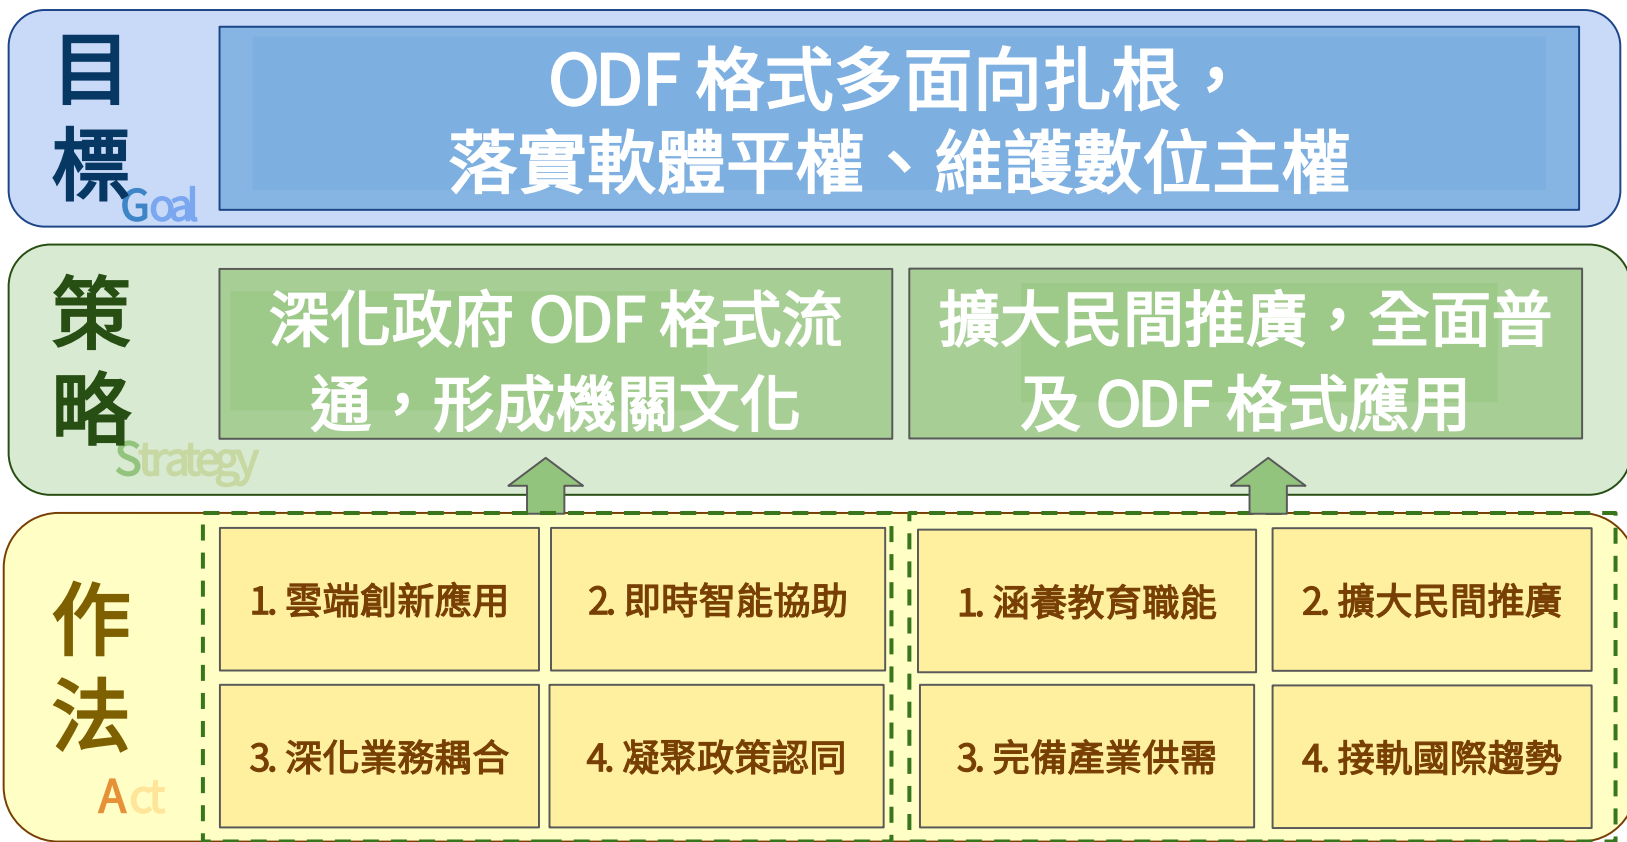 目
標
Goal
ODF 格式多面向扎根，
落實軟體平權、維護數位主權
策
略
Strategy
深化政府 ODF 格式流
通，形成機關文化
擴大民間推廣，全面普
及 ODF 格式應用
作
法
Act
1. 雲端創新應用
2. 即時智能協助
3. 深化業務耦合
4. 凝聚政策認同
1. 涵養教育職能
2. 擴大民間推廣
3. 完備產業供需
4. 接軌國際趨勢